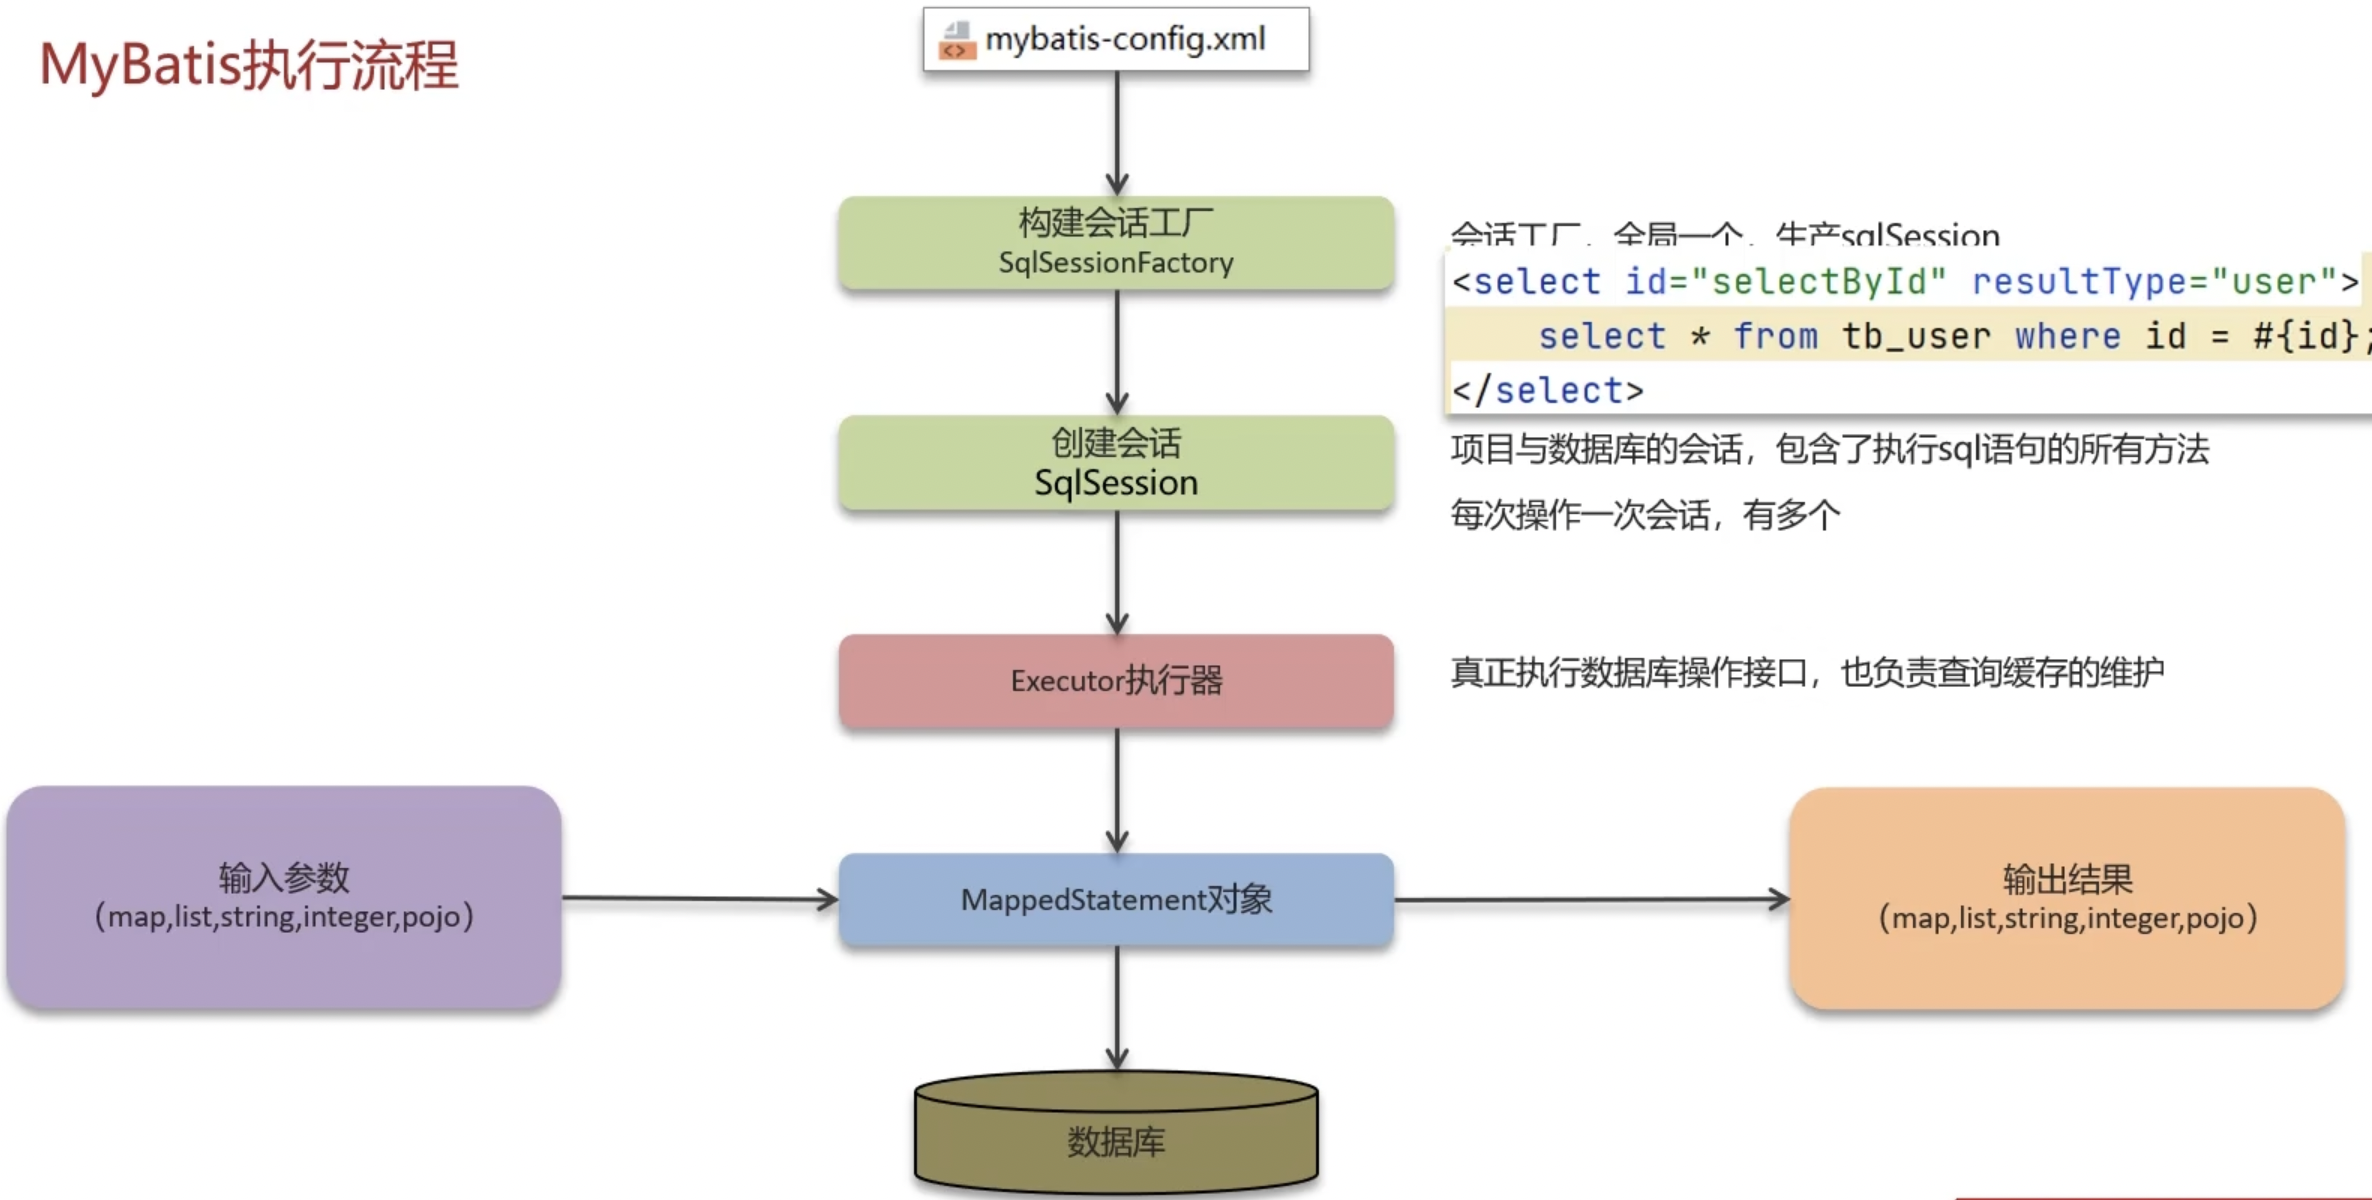 MyBatis执行流程
mybatis-config.xml
构建会话工厂
SqlSessionFactory
会话工厂，全局一个，生产sqlSession
<select id="selectById" resultType="user">
select * from tb_user where id = #{id};
</select>
创建会话
SqlSession
项目与数据库的会话，包含了执行sql语句的所有方法
每次操作一次会话，有多个
Executor执行器
真正执行数据库操作接口，也负责查询缓存的维护
输入参数
（map,list,string,integer,pojo）
MappedStatement对象
输出结果
（map,list,string,integer,pojo）
数据库